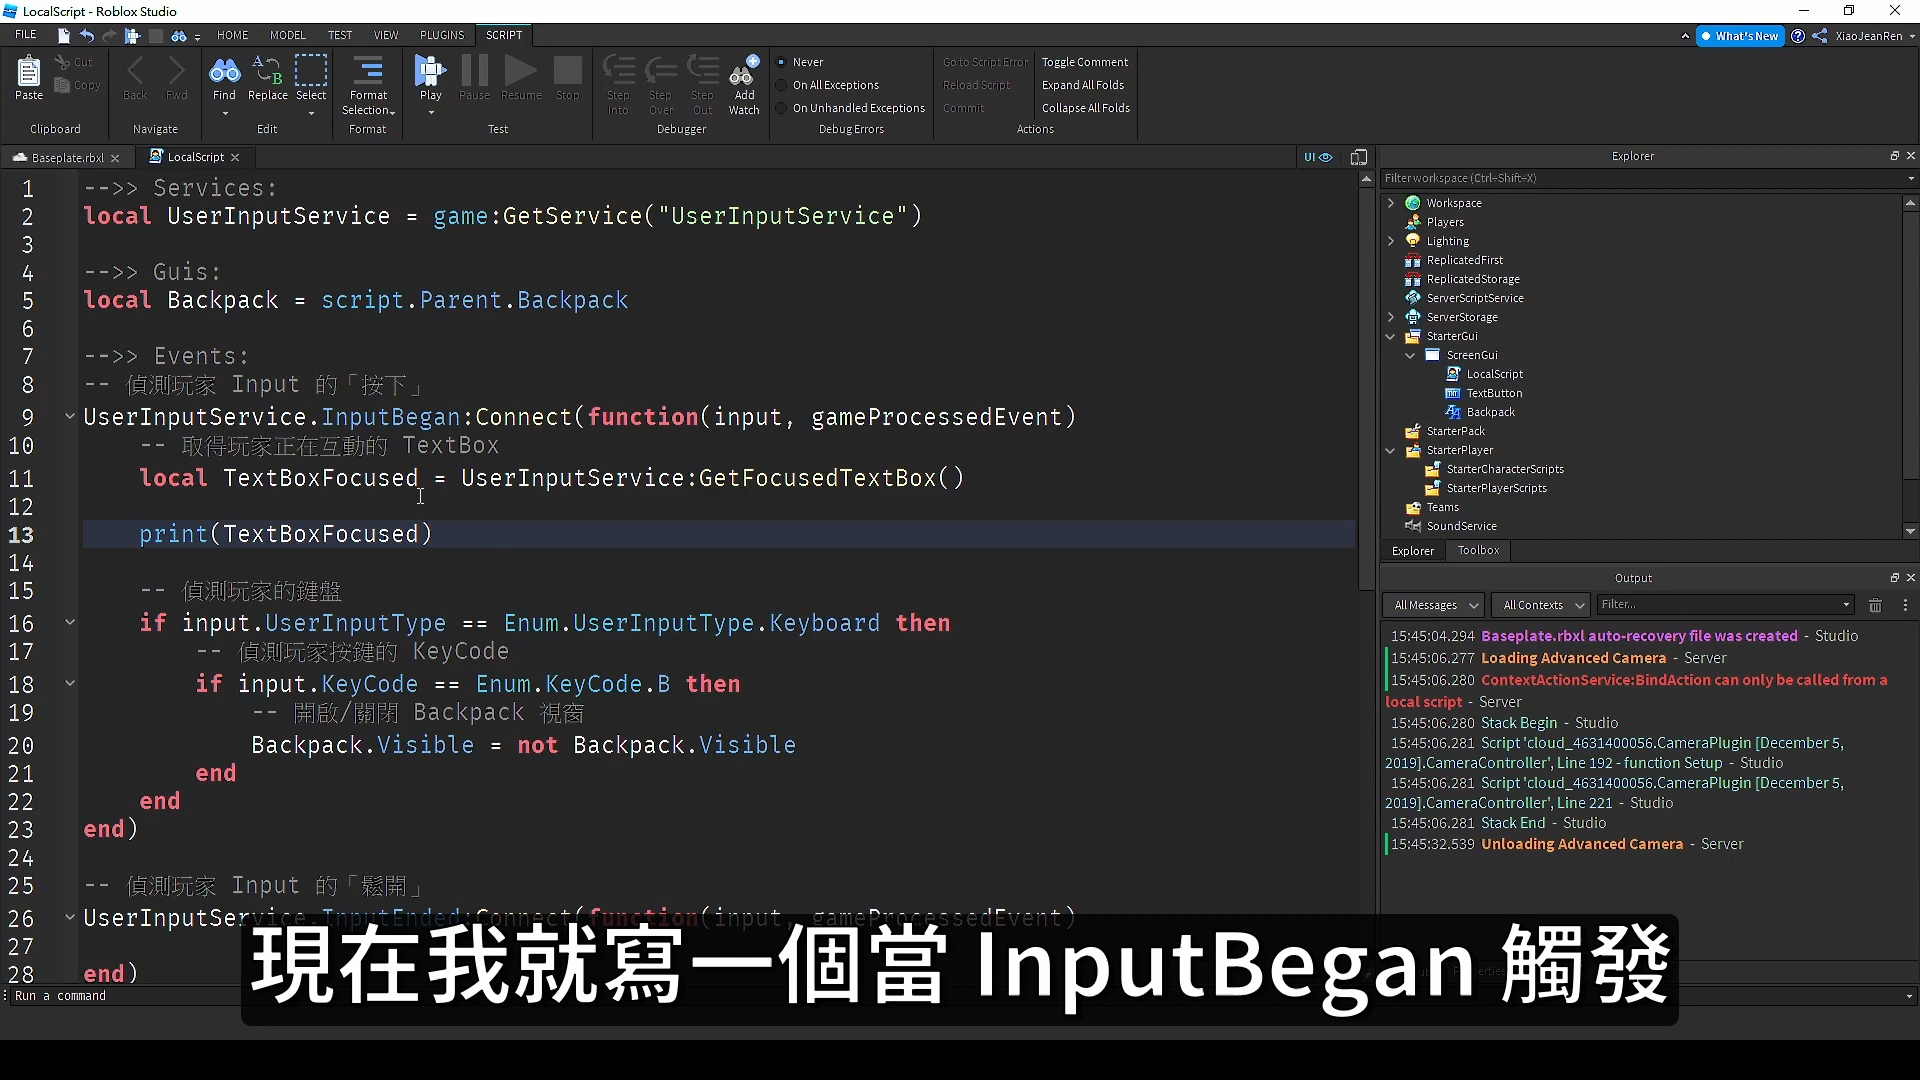 LocalScript - Roblox Studio
FILE HOME MODEL TEST VIEW PLUGINS SCRIPT What's New XiaoJeanRen
Paste Cut Copy Back Fwd Find Replace Select Format Selection Play Pause Resume Stop Step Into Step Over Step Out Add Watch
Never
On All Exceptions
On Unhandled Exceptions
Go to Script Error
Reload Script
Commit
Toggle Comment
Expand All Folds
Collapse All Folds
Clipboard Navigate Edit Format Test Debugger Debug Errors Actions
Baseplate.rbxl LocalScript UI
1 -->> Services:
2 local UserInputService = game:GetService("UserInputService")
3
4 -->> Guis:
5 local Backpack = script.Parent.Backpack
6
7 -->> Events:
8 -- 偵測玩家 Input 的「按下」
9 UserInputService.InputBegan:Connect(function(input, gameProcessedEvent)
10 -- 取得玩家正在互動的 TextBox
11 local TextBoxFocused = UserInputService:GetFocusedTextBox()
12
13 print(TextBoxFocused)
14
15 -- 偵測玩家的鍵盤
16 if input.UserInputType == Enum.UserInputType.Keyboard then
17 -- 偵測玩家按鍵的 KeyCode
18 if input.KeyCode == Enum.KeyCode.B then
19 -- 開啟/關閉 Backpack 視窗
20 Backpack.Visible = not Backpack.Visible
21 end
22 end
23 end)
24
25 -- 偵測玩家 Input 的「鬆開」
26 UserInputService.InputEnded:Connect(function(input, gameProcessedEvent)
27
28 end)
Run a command
Explorer
Filter workspace (Ctrl+Shift+X)
Workspace
Players
Lighting
ReplicatedFirst
ReplicatedStorage
ServerScriptService
ServerStorage
StarterGui
ScreenGui
LocalScript
TextButton
Backpack
StarterPack
StarterPlayer
StarterCharacterScripts
StarterPlayerScripts
Teams
SoundService
Explorer Toolbox
Output
All Messages All Contexts Filter...
15:45:04.294 Baseplate.rbxl auto-recovery file was created - Studio
15:45:06.277 Loading Advanced Camera - Server
15:45:06.280 ContextActionService:BindAction can only be called from a
local script - Server
15:45:06.280 Stack Begin - Studio
15:45:06.281 Script 'cloud_4631400056.CameraPlugin [December 5,
2019].CameraController', Line 192 - function Setup - Studio
15:45:06.281 Script 'cloud_4631400056.CameraPlugin [December 5,
2019].CameraController', Line 221 - Studio
15:45:06.281 Stack End - Studio
15:45:32.539 Unloading Advanced Camera - Server
現在我就寫一個當 InputBegan 觸發